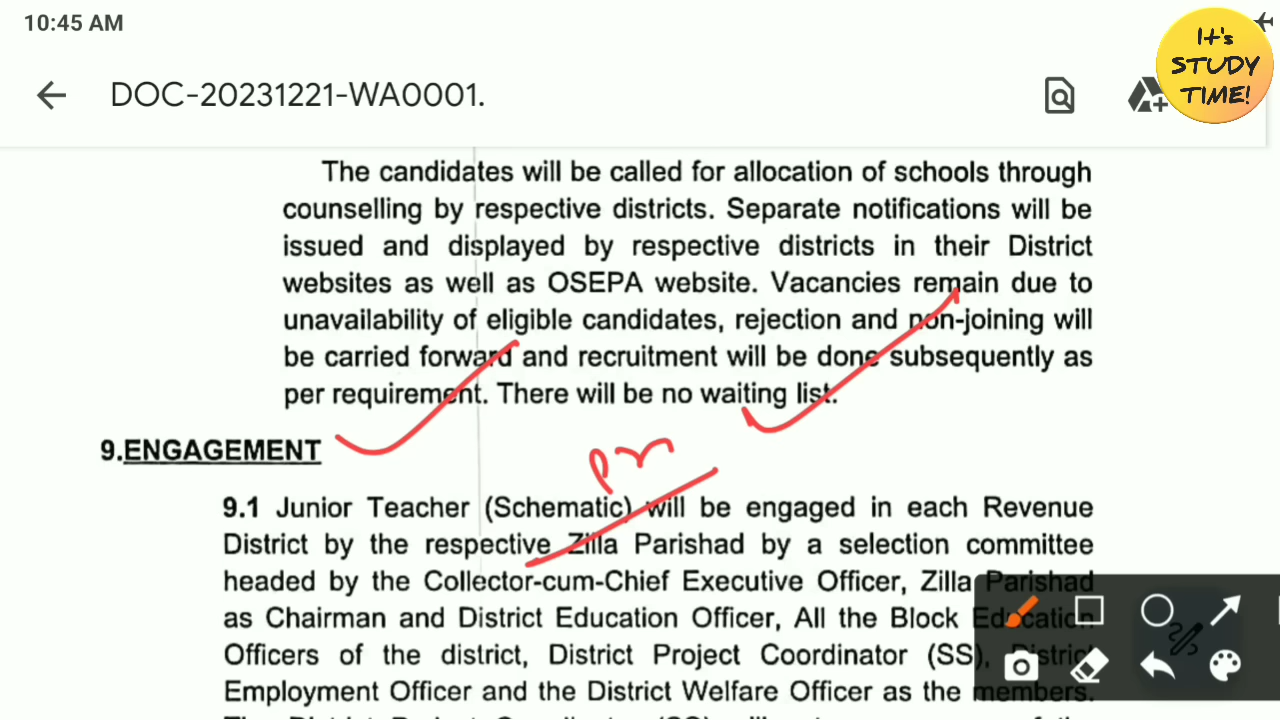 10:45 AM
It's
STUDY
TIME!
DOC-20231221-WA0001.
The candidates will be called for allocation of schools through
counselling by respective districts. Separate notifications will be
issued and displayed by respective districts in their District
websites as well as OSEPA website. Vacancies remain due to
unavailability of eligible candidates, rejection and non-joining will
be carried forward and recruitment will be done subsequently as
per requirement. There will be no waiting list.
9.ENGAGEMENT
9.1 Junior Teacher (Schematic) will be engaged in each Revenue
District by the respective Zilla Parishad by a selection committee
headed by the Collector-cum-Chief Executive Officer, Zilla Parishad
as Chairman and District Education Officer, All the Block Education
Officers of the district, District Project Coordinator (SS), District
Employment Officer and the District Welfare Officer as the members.